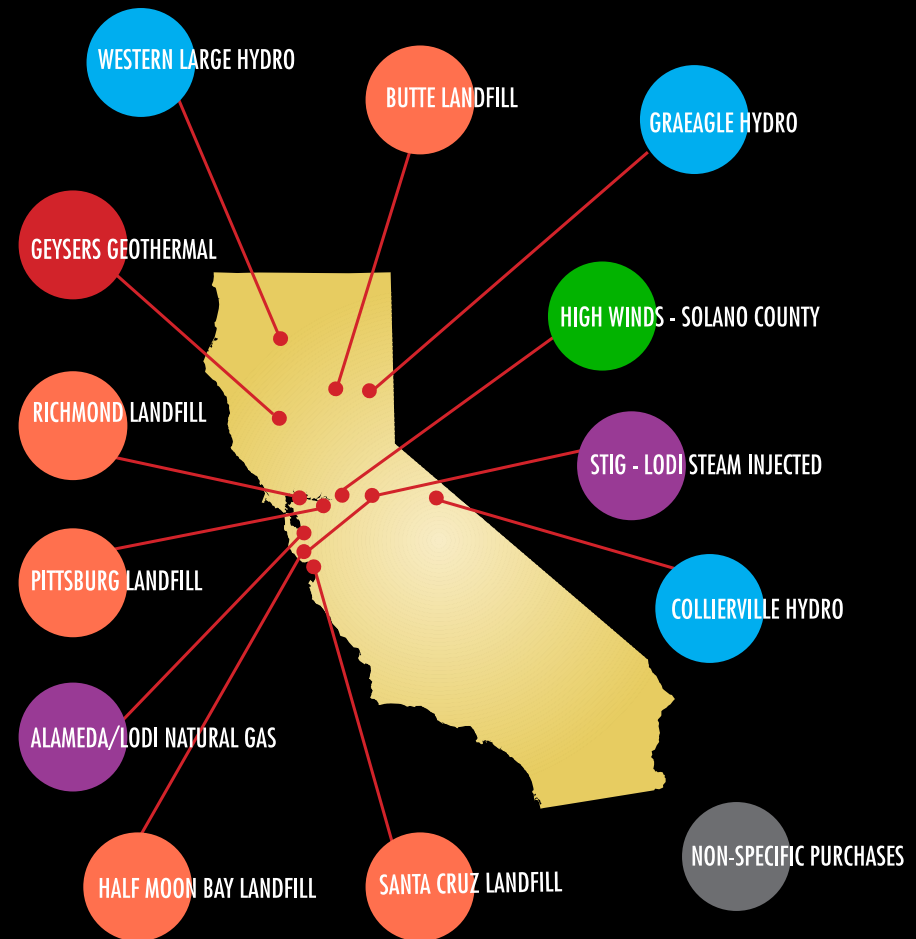 WESTERN LARGE HYDRO
BUTTE LANDFILL
GRAEAGLE HYDRO
GEYSERS GEOTHERMAL
HIGH WINDS - SOLANO COUNTY
RICHMOND LANDFILL
STIG - LODI STEAM INJECTED
PITTSBURG LANDFILL
COLLIERVILLE HYDRO
ALAMEDA/LODI NATURAL GAS
NON-SPECIFIC PURCHASES
HALF MOON BAY LANDFILL
SANTA CRUZ LANDFILL